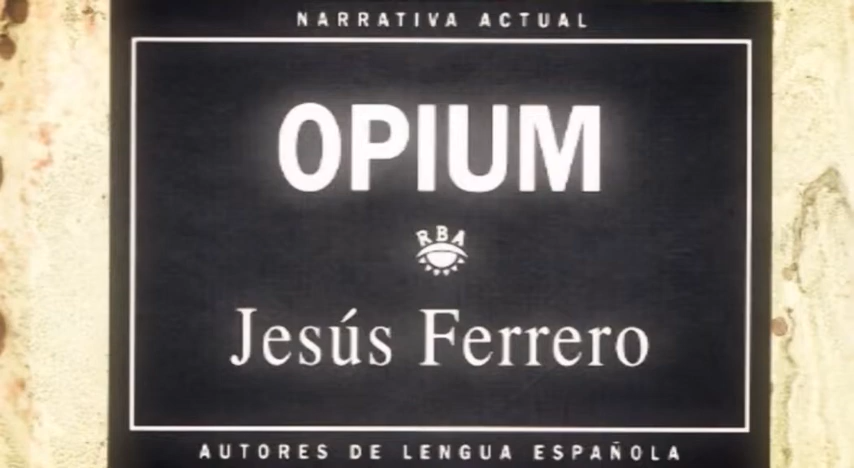 NARRATIVA ACTUAL
OPIUM
RBA
Jesús Ferrero
AUTORES DE LENGUA ESPAÑOLA